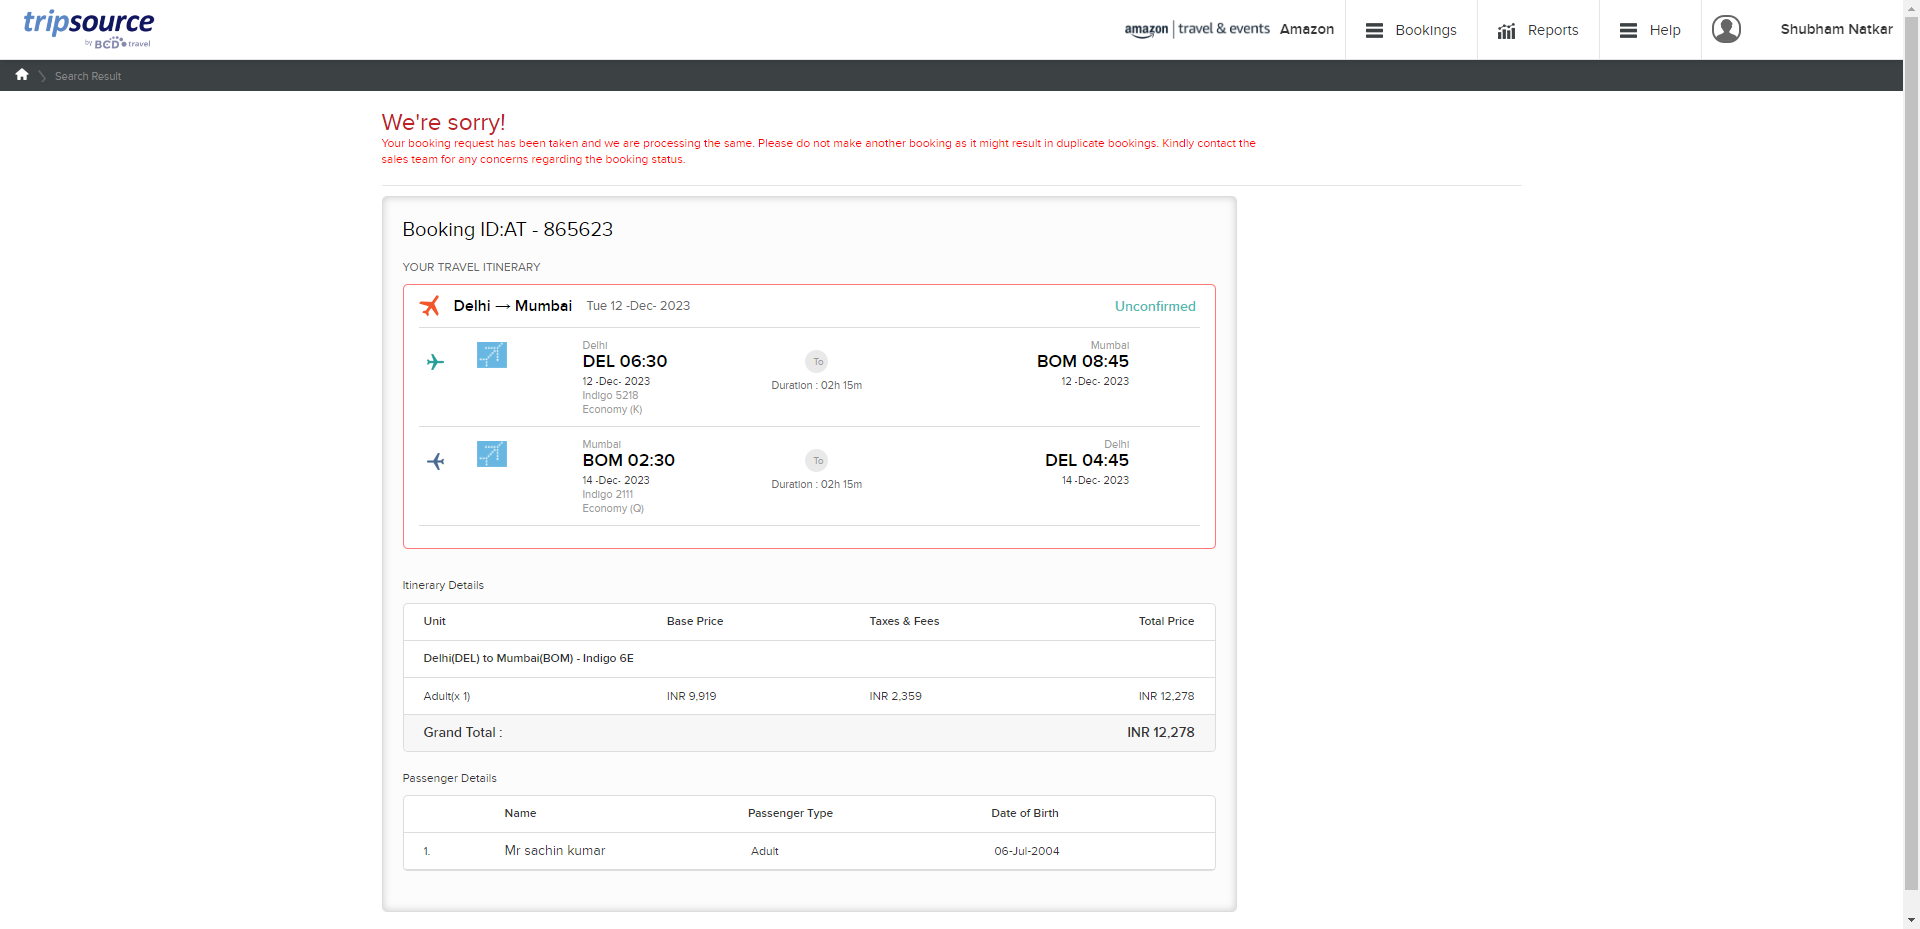 tripsource
by BCD travel
amazon | travel & events Amazon
Bookings
Reports
Help
Shubham Natkar
Search Result
We're sorry!
Your booking request has been taken and we are processing the same. Please do not make another booking as it might result in duplicate bookings. Kindly contact the
sales team for any concerns regarding the booking status.
Booking ID:AT - 865623
YOUR TRAVEL ITINERARY
Delhi → Mumbai Tue 12 -Dec- 2023 Unconfirmed
Delhi Mumbai
DEL 06:30 To BOM 08:45
12 -Dec- 2023 Duration : 02h 15m 12 -Dec- 2023
Indigo 5218
Economy (K)
Mumbai Delhi
BOM 02:30 To DEL 04:45
14 -Dec- 2023 Duration : 02h 15m 14 -Dec- 2023
Indigo 2111
Economy (Q)
Itinerary Details
Unit Base Price Taxes & Fees Total Price
Delhi(DEL) to Mumbai(BOM) - Indigo 6E
Adult(x 1) INR 9,919 INR 2,359 INR 12,278
Grand Total : INR 12,278
Passenger Details
Name Passenger Type Date of Birth
1. Mr sachin kumar Adult 06-Jul-2004